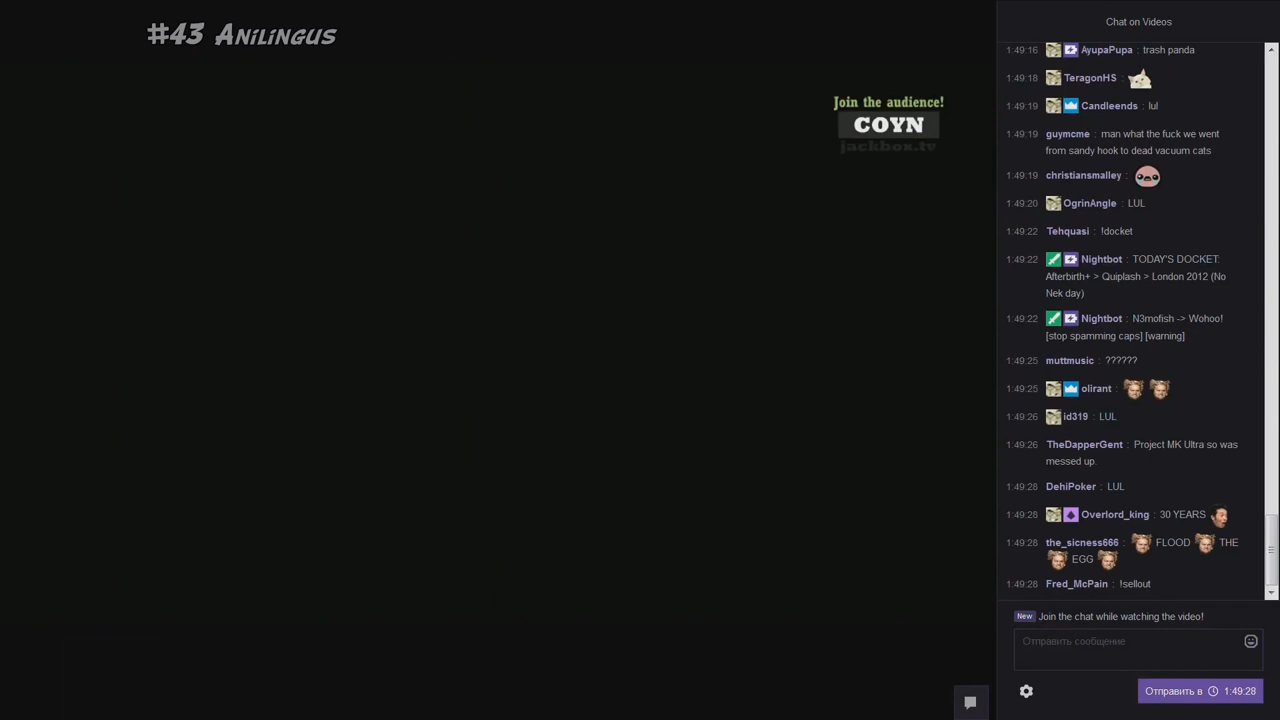 #43 Anilingus
Join the audience!
COYN
jackbox.tv
Chat on Videos
1:49:16 AyupaPupa : trash panda
1:49:18 TeragonHS :
1:49:19 Candleends : lul
1:49:19 guymcme : man what the fuck we went
from sandy hook to dead vacuum cats
1:49:19 christiansmalley :
1:49:20 OgrinAngle : LUL
1:49:22 Tehquasi : !docket
1:49:22 Nightbot : TODAY'S DOCKET:
Afterbirth+ > Quiplash > London 2012 (No
Nek day)
1:49:22 Nightbot : N3mofish -> Wohoo!
[stop spamming caps] [warning]
1:49:25 muttmusic : ??????
1:49:25 olirant :
1:49:26 id319 : LUL
1:49:26 TheDapperGent : Project MK Ultra so was
messed up.
1:49:28 DehiPoker : LUL
1:49:28 Overlord_king : 30 YEARS
1:49:28 the_sicness666 : FLOOD THE
EGG
1:49:28 Fred_McPain : !sellout
New Join the chat while watching the video!
Отправить сообщение
Отправить в 1:49:28